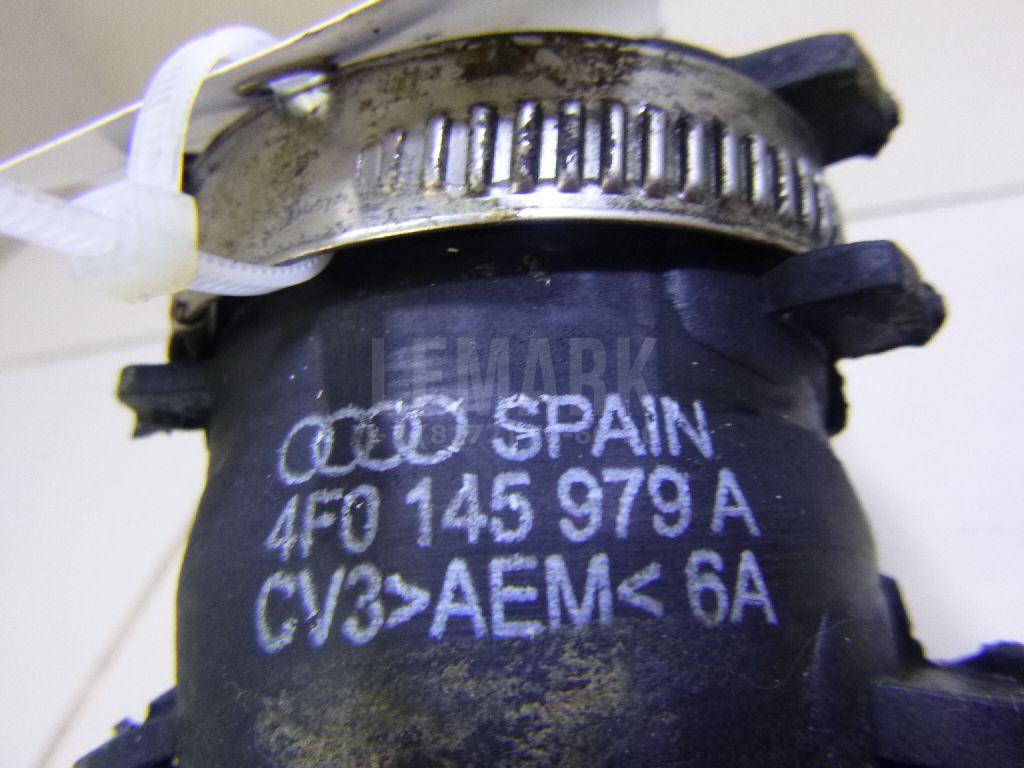 LEMARK
SPAIN
4F0 145 979 A
CV3>AEM< 6A